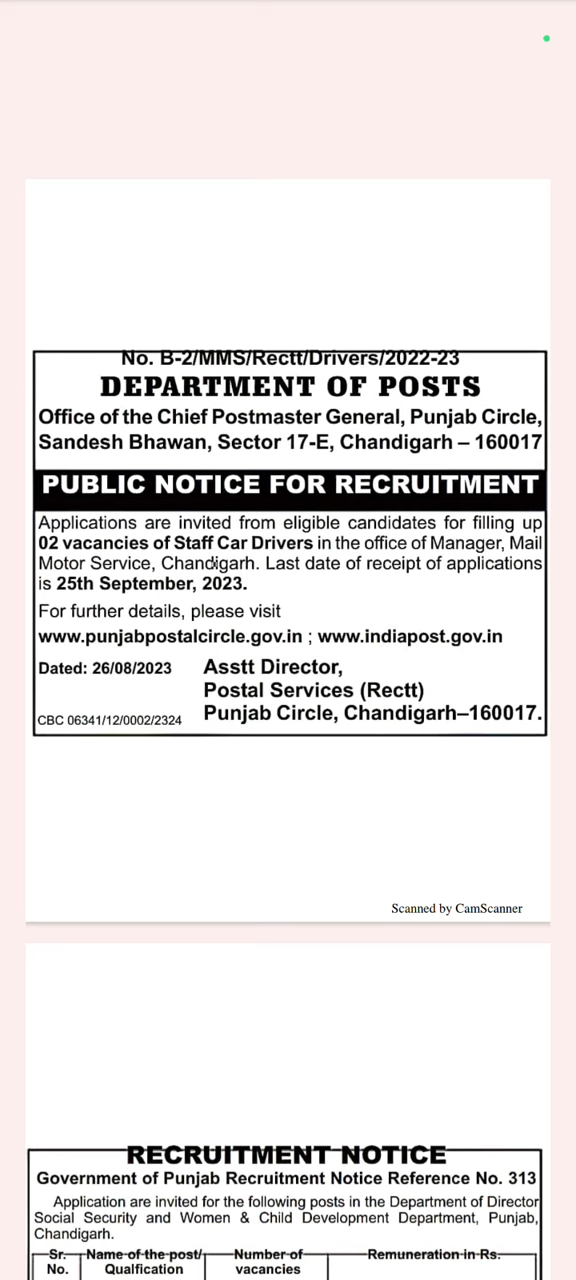 No. B-2/MMS/Rectt/Drivers/2022-23
DEPARTMENT OF POSTS
Office of the Chief Postmaster General, Punjab Circle,
Sandesh Bhawan, Sector 17-E, Chandigarh – 160017
PUBLIC NOTICE FOR RECRUITMENT
Applications are invited from eligible candidates for filling up
02 vacancies of Staff Car Drivers in the office of Manager, Mail
Motor Service, Chandigarh. Last date of receipt of applications
is 25th September, 2023.
For further details, please visit
www.punjabpostalcircle.gov.in ; www.indiapost.gov.in
Dated: 26/08/2023 Asstt Director,
Postal Services (Rectt)
CBC 06341/12/0002/2324 Punjab Circle, Chandigarh–160017.
Scanned by CamScanner
RECRUITMENT NOTICE
Government of Punjab Recruitment Notice Reference No. 313
Application are invited for the following posts in the Department of Director
Social Security and Women & Child Development Department, Punjab,
Chandigarh.
Sr. Name of the post/ Number of Remuneration in Rs.
No. Qualfication vacancies